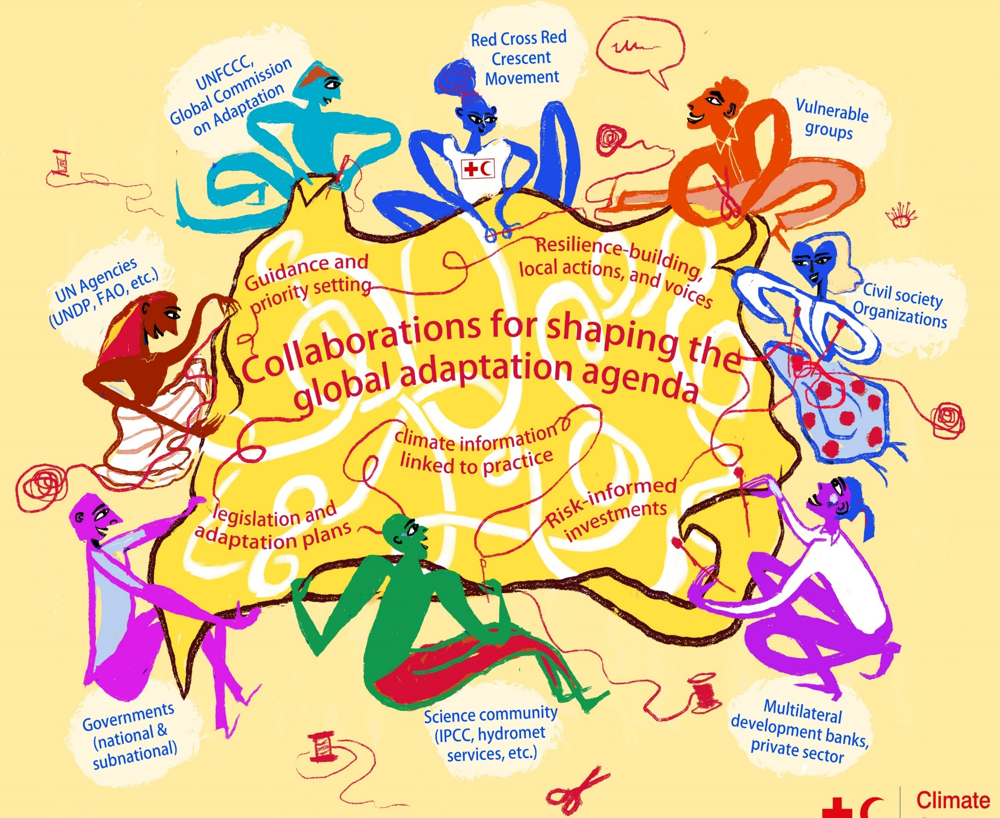 Red Cross Red
Crescent
Movement
UNFCCC,
Global Commission
on Adaptation
Vulnerable
groups
UN Agencies
(UNDP, FAO, etc.)
Guidance and
priority setting
Resilience-building,
local actions, and voices
Civil society
Organizations
Collaborations for shaping the
global adaptation agenda
climate information
linked to practice
legislation and
adaptation plans
Risk-informed
investments
Governments
(national &
subnational)
Science community
(IPCC, hydromet
services, etc.)
Multilateral
development banks,
private sector
Climate